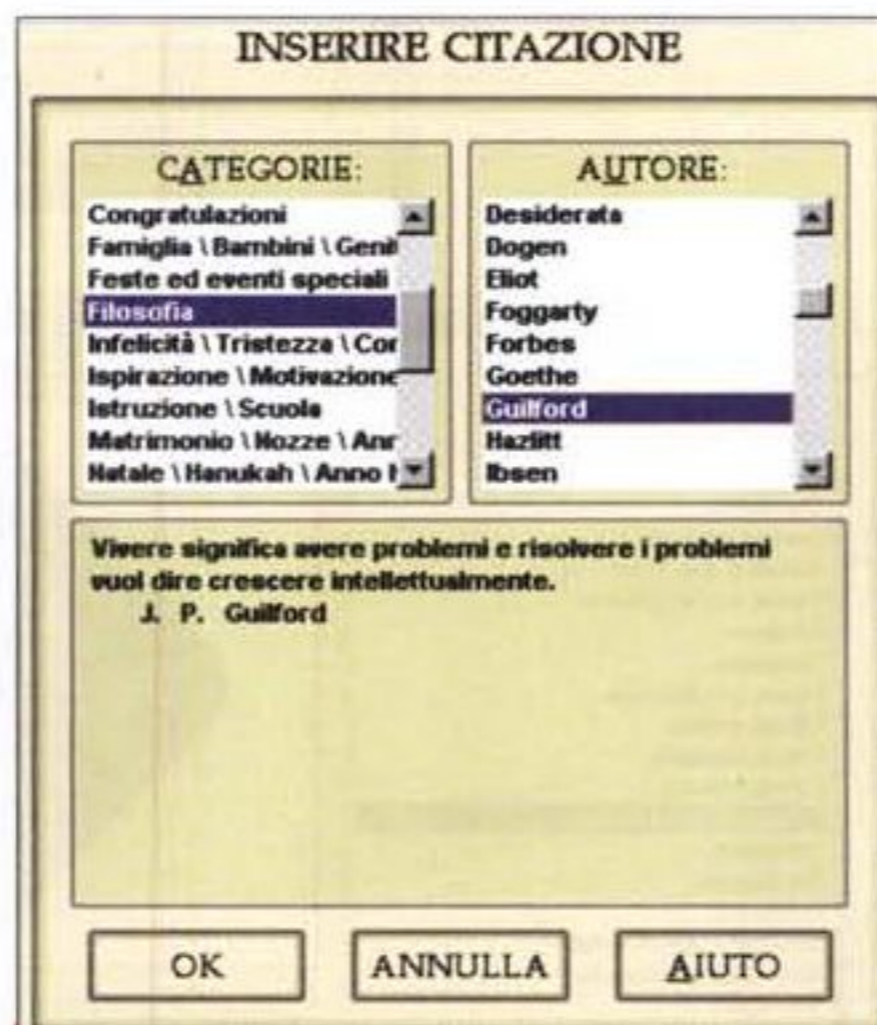 INSERIRE CITAZIONE
CATEGORIE:
Congratulazioni
Famiglia \ Bambini \ Genit
Feste ed eventi speciali
Filosofia
Infelicità \ Tristezza \ Cor
Ispirazione \ Motivazione
Istruzione \ Scuola
Matrimonio \ Nozze \ Anr
Natale \ Hanukah \ Anno N
AUTORE:
Desiderata
Dogen
Eliot
Foggarty
Forbes
Goethe
Guilford
Hazlitt
Ibsen
Vivere significa avere problemi e risolvere i problemi
vuol dire crescere intellettualmente.
J. P. Guilford
OK
ANNULLA
AIUTO